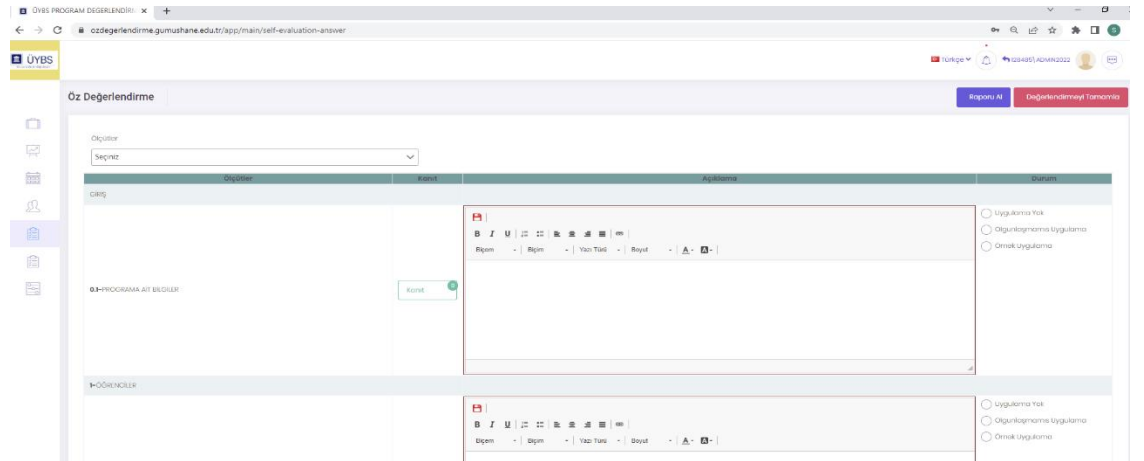 ÜYBS PROGRAM DEĞERLENDİR
ozdegerlendirme.gumushane.edu.tr/app/main/self-evaluation-answer
S
ÜYBS
Türkçe
Öz Değerlendirme
Raporu Al
Değerlendirmeyi Tamamla
Ölçütler
Seçiniz
Ölçütler Kanıt Açıklama Durum
GİRİŞ
Uygulama Yok
B I U
Olgunlaşmamış Uygulama
Biçem Biçim Yazı Türü Boyut A A
Örnek Uygulama
0.1-PROGRAMA AİT BİLGİLER
Kanıt 0
1-ÖĞRENCİLER
Uygulama Yok
B I U
Olgunlaşmamış Uygulama
Biçem Biçim Yazı Türü Boyut A A
Örnek Uygulama